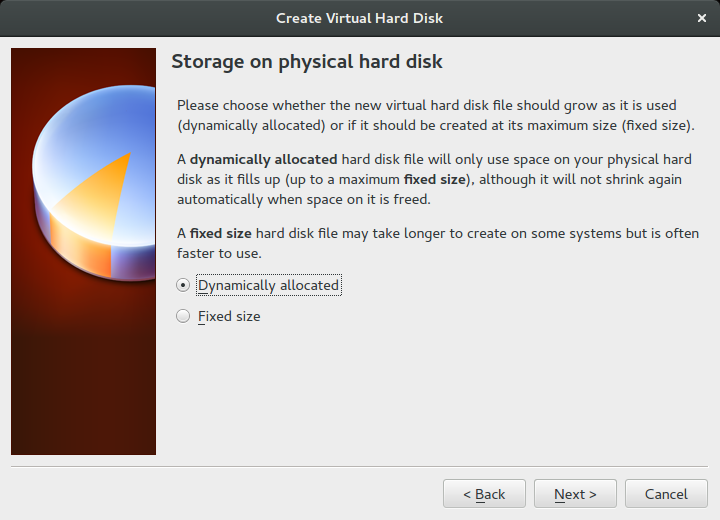 Create Virtual Hard Disk
Storage on physical hard disk
Please choose whether the new virtual hard disk file should grow as it is used
(dynamically allocated) or if it should be created at its maximum size (fixed size).
A dynamically allocated hard disk file will only use space on your physical hard
disk as it fills up (up to a maximum fixed size), although it will not shrink again
automatically when space on it is freed.
A fixed size hard disk file may take longer to create on some systems but is often
faster to use.
Dynamically allocated
Fixed size
< Back Next > Cancel